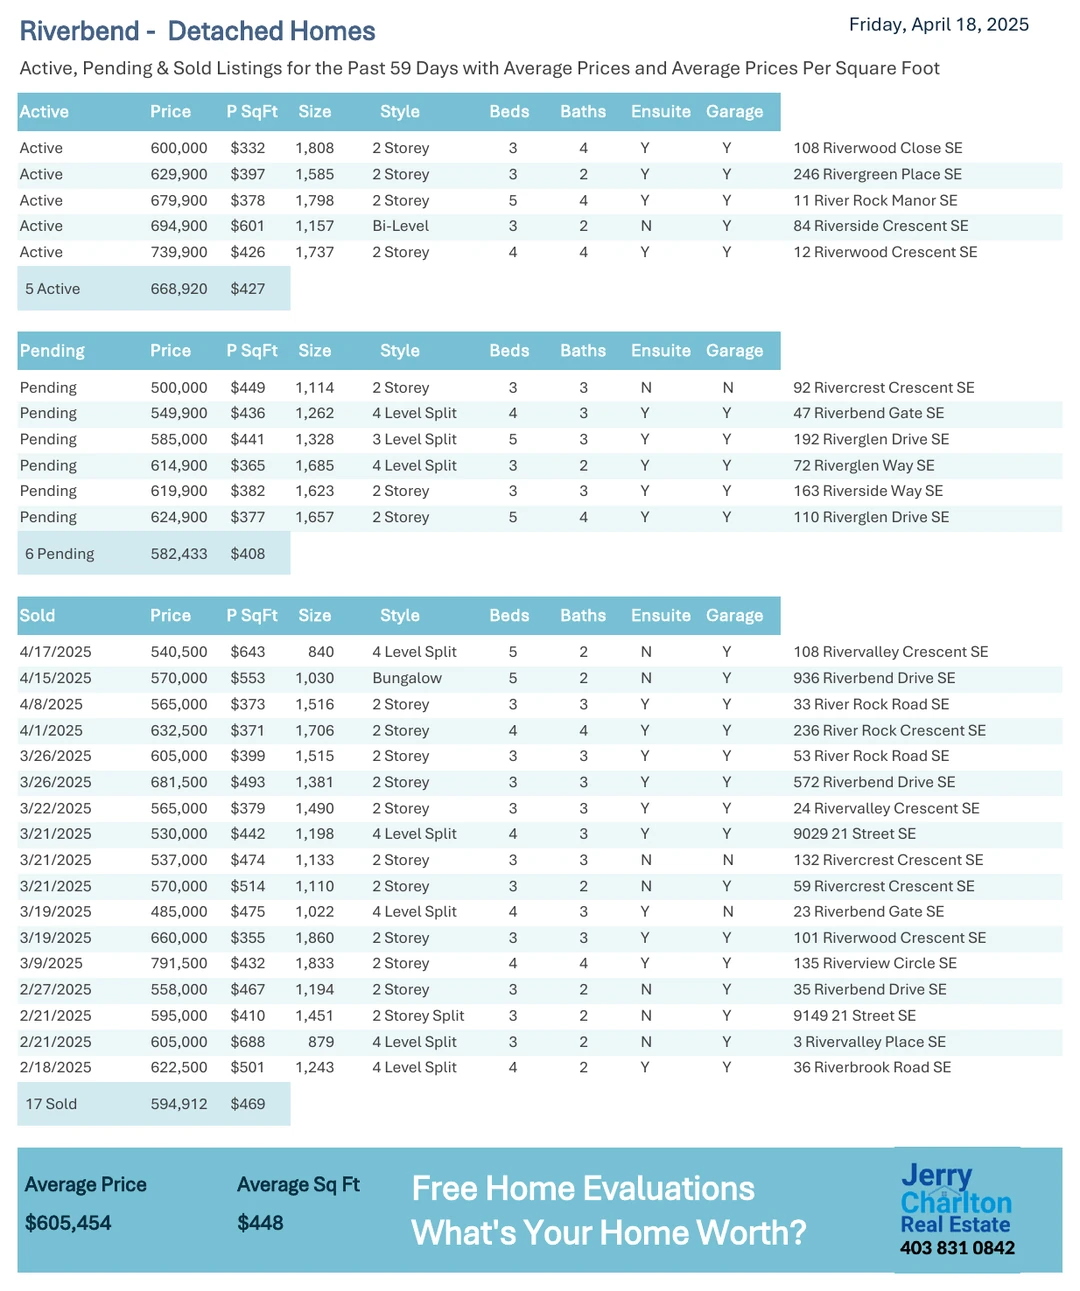 Riverbend - Detached Homes
Friday, April 18, 2025
Active, Pending & Sold Listings for the Past 59 Days with Average Prices and Average Prices Per Square Foot
Active Price P SqFt Size Style Beds Baths Ensuite Garage
Active 600,000 $332 1,808 2 Storey 3 4 Y Y 108 Riverwood Close SE
Active 629,900 $397 1,585 2 Storey 3 2 Y Y 246 Rivergreen Place SE
Active 679,900 $378 1,798 2 Storey 5 4 Y Y 11 River Rock Manor SE
Active 694,900 $601 1,157 Bi-Level 3 2 N Y 84 Riverside Crescent SE
Active 739,900 $426 1,737 2 Storey 4 4 Y Y 12 Riverwood Crescent SE
5 Active 668,920 $427
Pending Price P SqFt Size Style Beds Baths Ensuite Garage
Pending 500,000 $449 1,114 2 Storey 3 3 N N 92 Rivercrest Crescent SE
Pending 549,900 $436 1,262 4 Level Split 4 3 Y Y 47 Riverbend Gate SE
Pending 585,000 $441 1,328 3 Level Split 5 3 Y Y 192 Riverglen Drive SE
Pending 614,900 $365 1,685 4 Level Split 3 2 Y Y 72 Riverglen Way SE
Pending 619,900 $382 1,623 2 Storey 3 3 Y Y 163 Riverside Way SE
Pending 624,900 $377 1,657 2 Storey 5 4 Y Y 110 Riverglen Drive SE
6 Pending 582,433 $408
Sold Price P SqFt Size Style Beds Baths Ensuite Garage
4/17/2025 540,500 $643 840 4 Level Split 5 2 N Y 108 Rivervalley Crescent SE
4/15/2025 570,000 $553 1,030 Bungalow 5 2 N Y 936 Riverbend Drive SE
4/8/2025 565,000 $373 1,516 2 Storey 3 3 Y Y 33 River Rock Road SE
4/1/2025 632,500 $371 1,706 2 Storey 4 4 Y Y 236 River Rock Crescent SE
3/26/2025 605,000 $399 1,515 2 Storey 3 3 Y Y 53 River Rock Road SE
3/26/2025 681,500 $493 1,381 2 Storey 3 3 Y Y 572 Riverbend Drive SE
3/22/2025 565,000 $379 1,490 2 Storey 3 3 Y Y 24 Rivervalley Crescent SE
3/21/2025 530,000 $442 1,198 4 Level Split 4 3 Y Y 9029 21 Street SE
3/21/2025 537,000 $474 1,133 2 Storey 3 3 N N 132 Rivercrest Crescent SE
3/21/2025 570,000 $514 1,110 2 Storey 3 2 N Y 59 Rivercrest Crescent SE
3/19/2025 485,000 $475 1,022 4 Level Split 4 3 Y N 23 Riverbend Gate SE
3/19/2025 660,000 $355 1,860 2 Storey 3 3 Y Y 101 Riverwood Crescent SE
3/9/2025 791,500 $432 1,833 2 Storey 4 4 Y Y 135 Riverview Circle SE
2/27/2025 558,000 $467 1,194 2 Storey 3 2 N Y 35 Riverbend Drive SE
2/21/2025 595,000 $410 1,451 2 Storey Split 3 2 N Y 9149 21 Street SE
2/21/2025 605,000 $688 879 4 Level Split 3 2 N Y 3 Rivervalley Place SE
2/18/2025 622,500 $501 1,243 4 Level Split 4 2 Y Y 36 Riverbrook Road SE
17 Sold 594,912 $469
Average Price Average Sq Ft
$605,454 $448
Free Home Evaluations
What's Your Home Worth?
Jerry
Charlton
Real Estate
403 831 0842